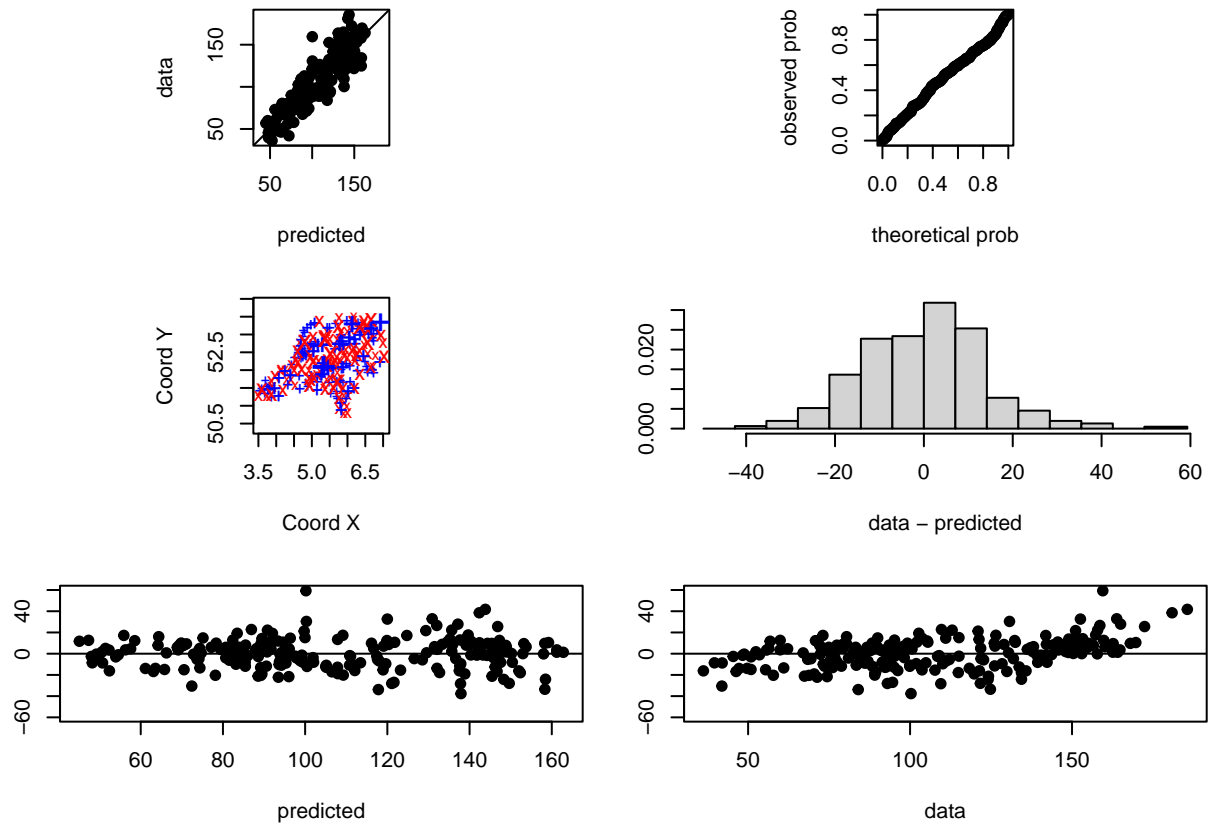 data
50 150
50 150
predicted
observed prob
0.0 0.4 0.8
0.0 0.4 0.8
theoretical prob
Coord Y
50.5 52.5
3.5 5.0 6.5
Coord X
0.000 0.020
−40 −20 0 20 40 60
data − predicted
−60 0 40
60 80 100 120 140 160
predicted
−60 0 40
50 100 150
data